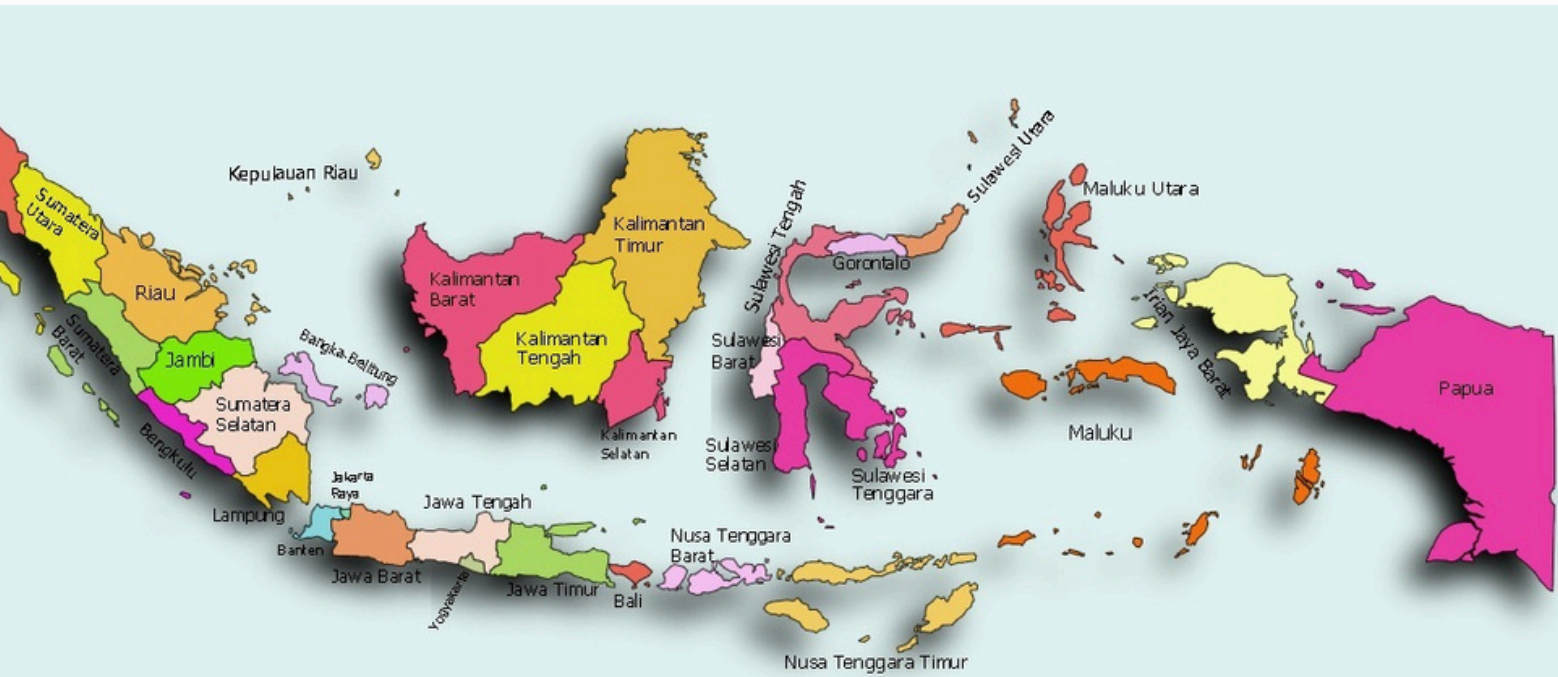 Sumatera
Utara
Kepulauan Riau
Riau
Sumatera
Barat
Jambi
Bangka-Belitung
Sumatera
Selatan
Bengkulu
Lampung
Jakarta
Raya
Banten
Jawa Barat
Jawa Tengah
Yogyakarta
Jawa Timur
Bali
Nusa Tenggara
Barat
Nusa Tenggara Timur
Kalimantan
Barat
Kalimantan
Tengah
Kalimantan
Timur
Kalimantan
Selatan
Sulawesi Tengah
Sulawesi
Barat
Sulawesi
Selatan
Sulawesi
Tenggara
Gorontalo
Sulawesi Utara
Maluku Utara
Maluku
Irian Jaya Barat
Papua